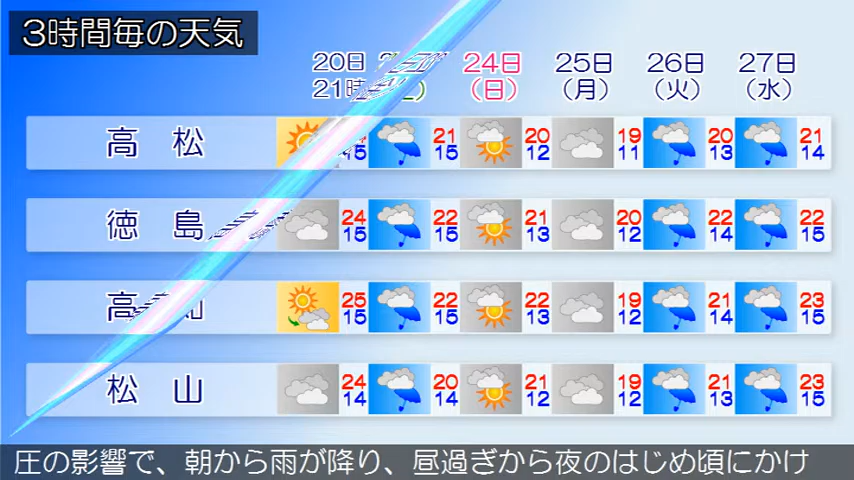 3時間毎の天気
20日 24日 25日 26日 27日
21時 (日) (月) (火) (水)
高松 15 21 15 20 12 19 11 20 13 21 14
徳島 24 15 22 15 21 13 20 12 22 14 22 15
高知 25 15 22 15 22 13 19 12 21 14 23 15
松山 24 14 20 14 21 12 19 12 21 13 23 15
圧の影響で、朝から雨が降り、昼過ぎから夜のはじめ頃にかけ